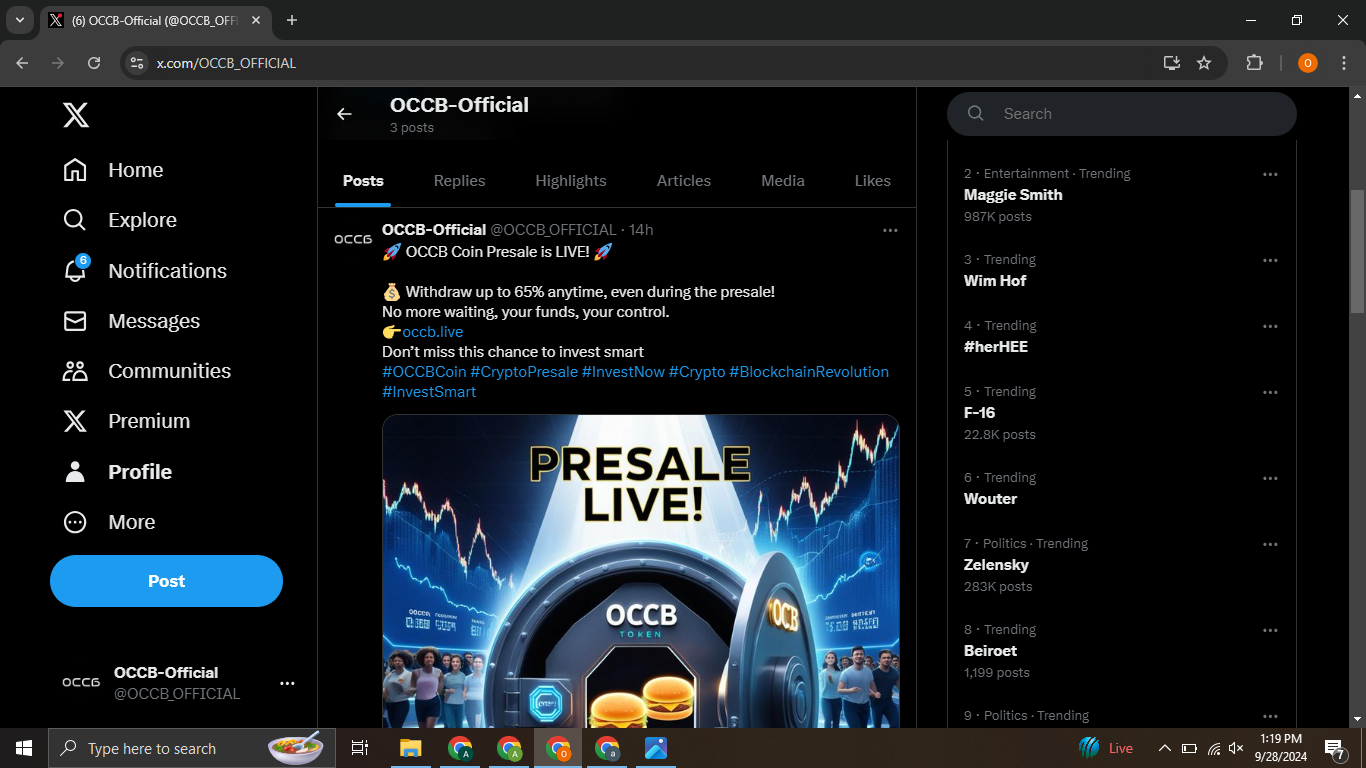 (6) OCCB-Official (@OCCB_OFFI
x.com/OCCB_OFFICIAL
O
OCCB-Official
3 posts
Search
Home
Explore
6
Notifications
Messages
Communities
Premium
Profile
More
Post
OCCB-Official
@OCCB_OFFICIAL
Posts
Replies
Highlights
Articles
Media
Likes
OCCB-Official @OCCB_OFFICIAL · 14h
🚀 OCCB Coin Presale is LIVE! 🚀
💰 Withdraw up to 65% anytime, even during the presale!
No more waiting, your funds, your control.
👉occb.live
Don’t miss this chance to invest smart
#OCCBCoin #CryptoPresale #InvestNow #Crypto #BlockchainRevolution
#InvestSmart
PRESALE
LIVE!
OCCB
TOKEN
OCB
2 · Entertainment · Trending
Maggie Smith
987K posts
3 · Trending
Wim Hof
4 · Trending
#herHEE
5 · Trending
F-16
22.8K posts
6 · Trending
Wouter
7 · Politics · Trending
Zelensky
283K posts
8 · Trending
Beiroet
1,199 posts
9 · Politics · Trending
Type here to search
A
A
O
a
Live
1:19 PM
9/28/2024
7